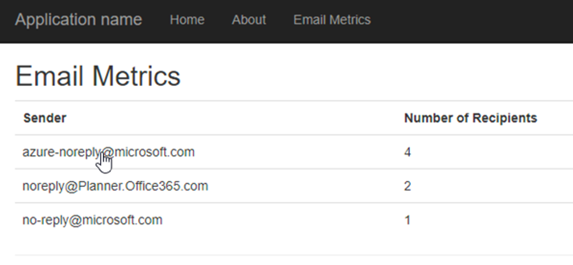 Application name Home About Email Metrics
Email Metrics
Sender Number of Recipients
azure-noreply@microsoft.com 4
noreply@Planner.Office365.com 2
no-reply@microsoft.com 1